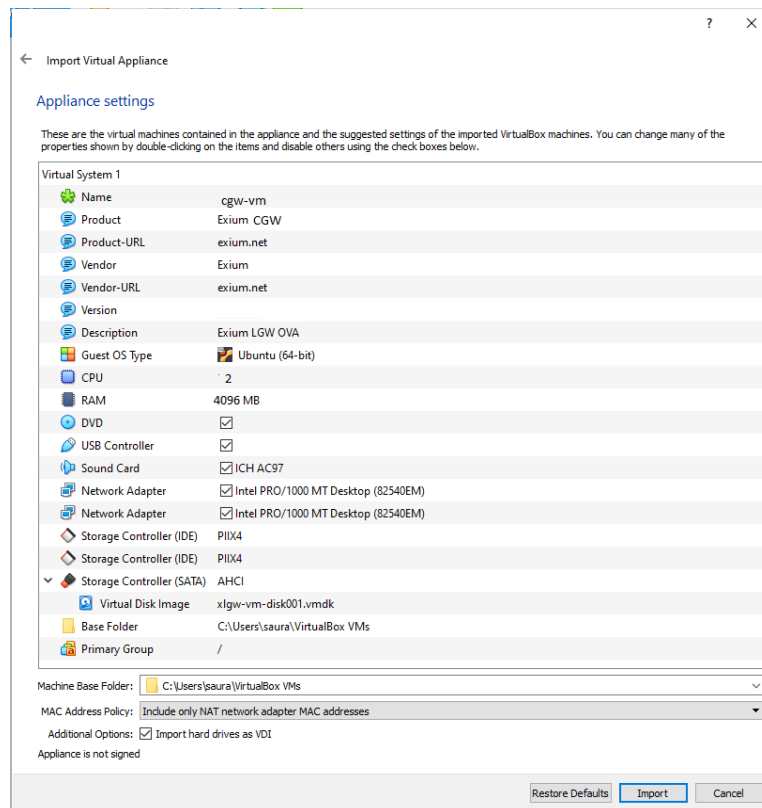 ?
Import Virtual Appliance
Appliance settings
These are the virtual machines contained in the appliance and the suggested settings of the imported VirtualBox machines. You can change many of the
properties shown by double-clicking on the items and disable others using the check boxes below.
Virtual System 1
Name cgw-vm
Product Exium CGW
Product-URL exium.net
Vendor Exium
Vendor-URL exium.net
Version
Description Exium LGW OVA
Guest OS Type Ubuntu (64-bit)
CPU 2
RAM 4096 MB
DVD
USB Controller
Sound Card ICH AC97
Network Adapter Intel PRO/1000 MT Desktop (82540EM)
Network Adapter Intel PRO/1000 MT Desktop (82540EM)
Storage Controller (IDE) PIIX4
Storage Controller (IDE) PIIX4
Storage Controller (SATA) AHCI
Virtual Disk Image xlgw-vm-disk001.vmdk
Base Folder C:\Users\saura\VirtualBox VMs
Primary Group /
Machine Base Folder: C:\Users\saura\VirtualBox VMs
MAC Address Policy: Include only NAT network adapter MAC addresses
Additional Options: Import hard drives as VDI
Appliance is not signed
Restore Defaults Import Cancel